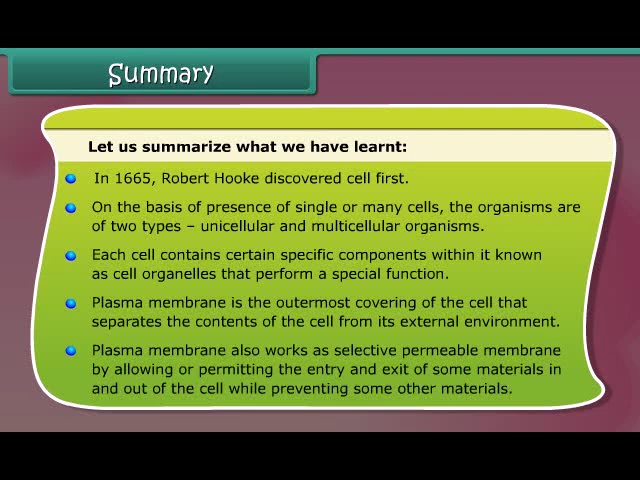 Summary
Let us summarize what we have learnt:
In 1665, Robert Hooke discovered cell first.
On the basis of presence of single or many cells, the organisms are
of two types – unicellular and multicellular organisms.
Each cell contains certain specific components within it known
as cell organelles that perform a special function.
Plasma membrane is the outermost covering of the cell that
separates the contents of the cell from its external environment.
Plasma membrane also works as selective permeable membrane
by allowing or permitting the entry and exit of some materials in
and out of the cell while preventing some other materials.